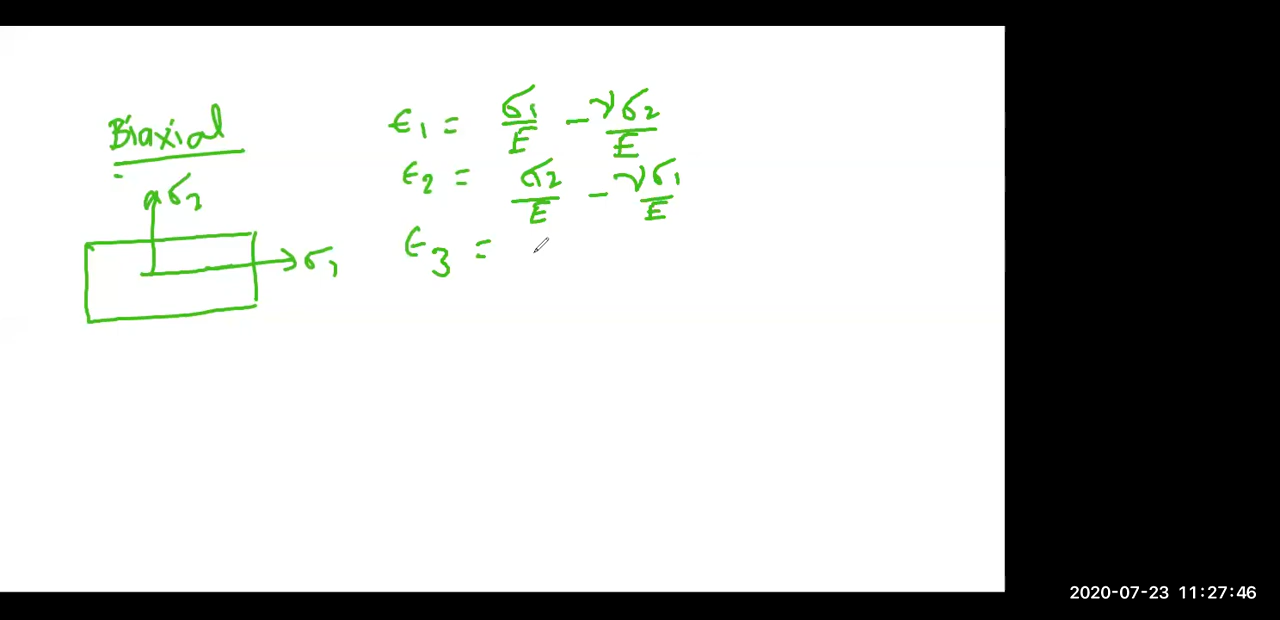 Biaxial
ϵ₁ = σ₁/E - νσ₂/E
ϵ₂ = σ₂/E - νσ₁/E
ϵ₃ =
σ₂
σ₁
2020-07-23 11:27:46